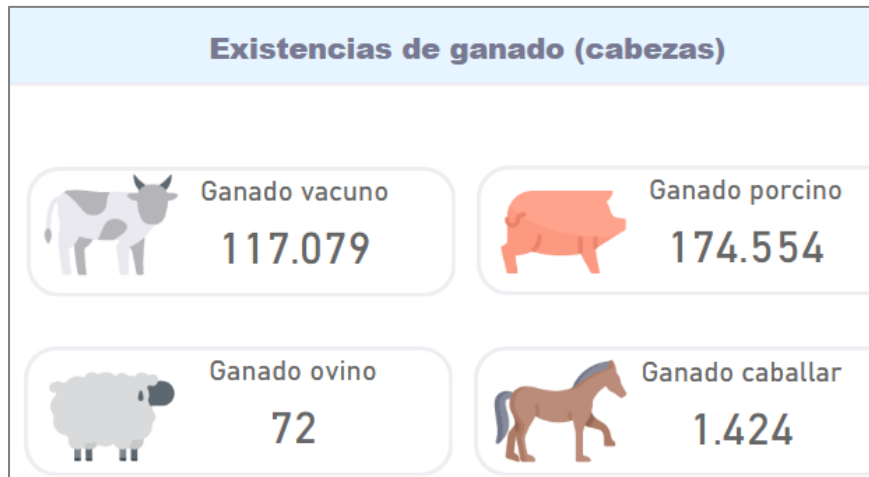 Existencias de ganado (cabezas)
Ganado vacuno
117.079
Ganado porcino
174.554
Ganado ovino
72
Ganado caballar
1.424